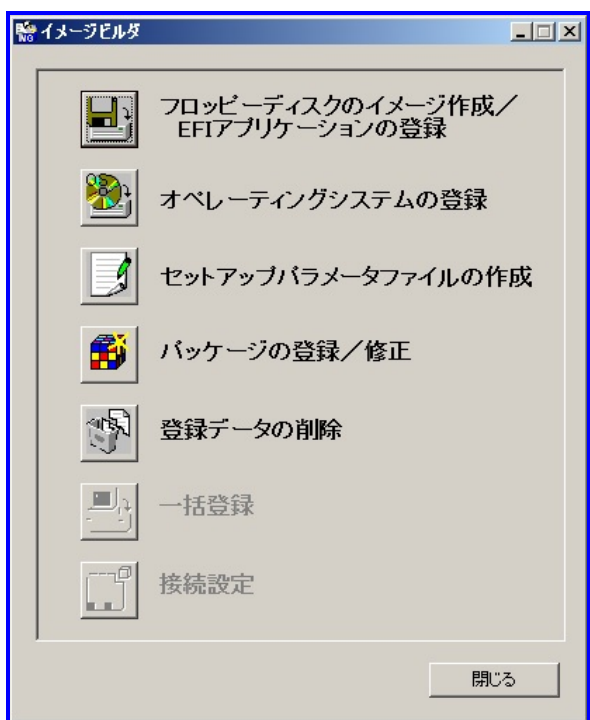 イメージビルダ
フロッピーディスクのイメージ作成／
EFIアプリケーションの登録
オペレーティングシステムの登録
セットアップパラメータファイルの作成
パッケージの登録／修正
登録データの削除
一括登録
接続設定
閉じる